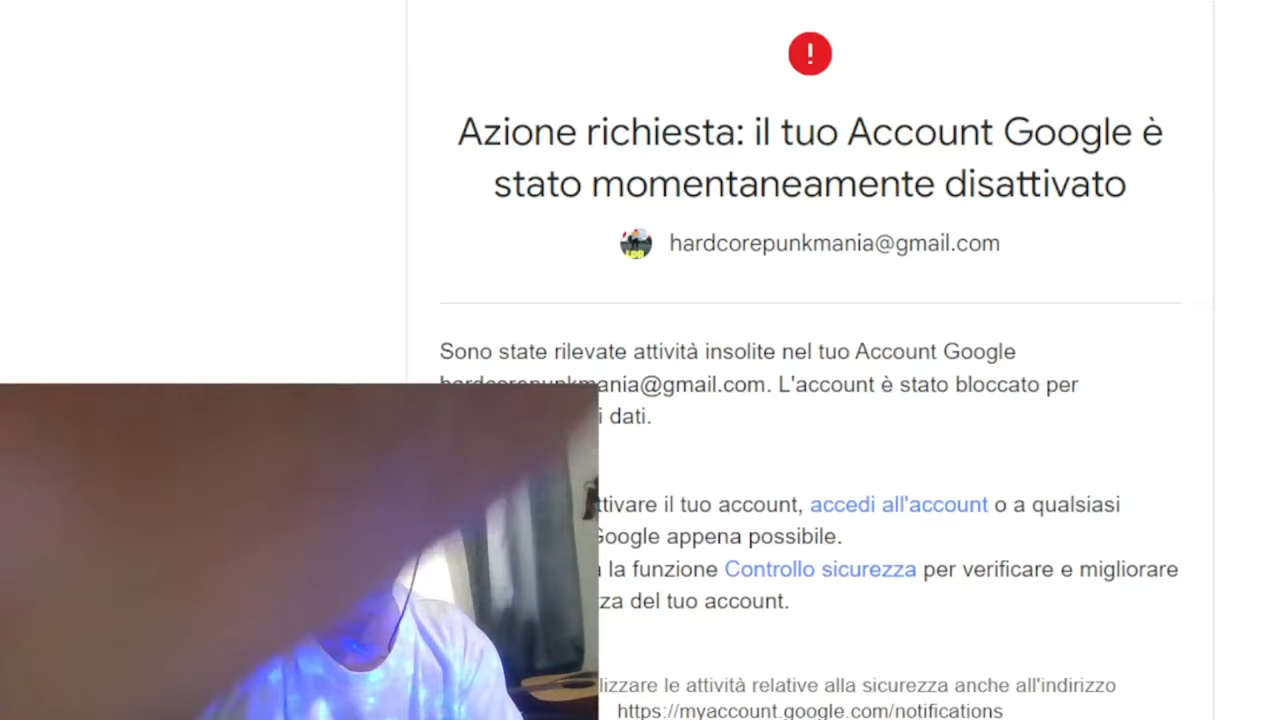 Azione richiesta: il tuo Account Google è
stato momentaneamente disattivato
hardcorepunkmania@gmail.com
Sono state rilevate attività insolite nel tuo Account Google
hardcorepunkmania@gmail.com. L'account è stato bloccato per
i dati.
ttivare il tuo account, accedi all'account o a qualsiasi
Google appena possibile.
la funzione Controllo sicurezza per verificare e migliorare
za del tuo account.
lizzare le attività relative alla sicurezza anche all'indirizzo
https://myaccount.google.com/notifications